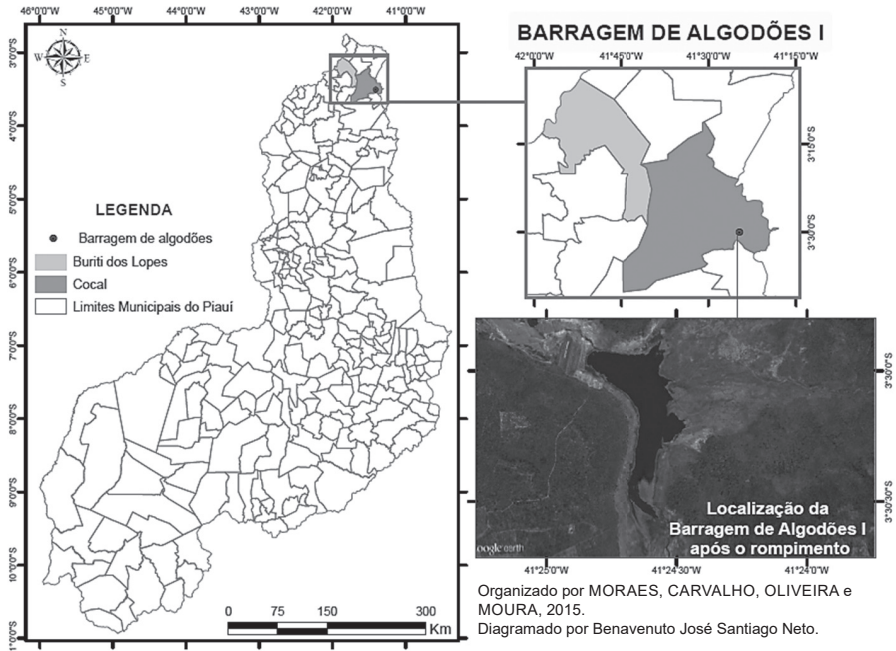 46°0'0"W 45°0'0"W 44°0'0"W 43°0'0"W 42°0'0"W 41°0'0"W
N
W E
S
3°0'0"S
4°0'0"S
5°0'0"S
6°0'0"S
7°0'0"S
8°0'0"S
9°0'0"S
10°0'0"S
11°0'0"S
LEGENDA
Barragem de algodões
Buriti dos Lopes
Cocal
Limites Municipais do Piauí
0 75 150 300
Km
BARRAGEM DE ALGODÕES I
42°0'0"W 41°45'0"W 41°30'0"W 41°15'0"W
3°15'0"S
3°30'0"S
3°30'0"S
3°30'30"S
Localização da
Barragem de Algodões I
após o rompimento
oogle earth
41°25'0"W 41°24'30"W 41°24'0"W
Organizado por MORAES, CARVALHO, OLIVEIRA e
MOURA, 2015.
Diagramado por Benavenuto José Santiago Neto.